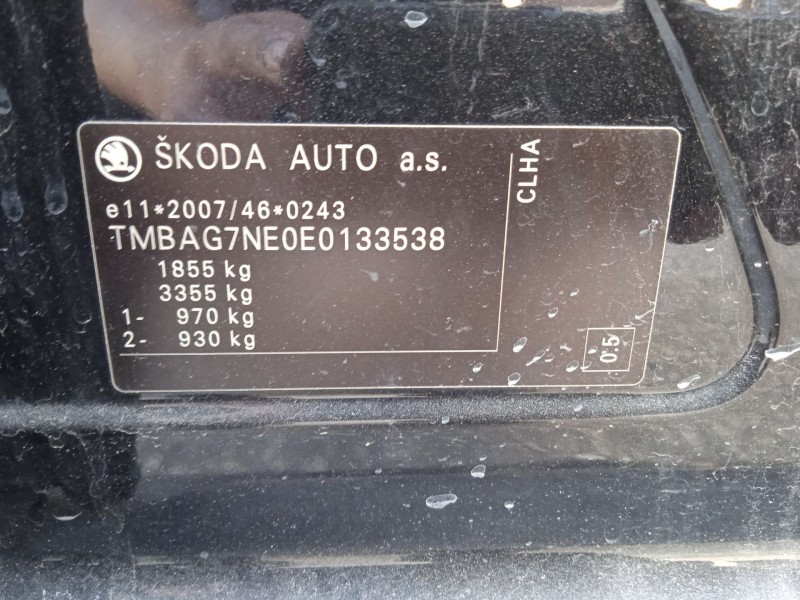 ŠKODA AUTO a.s.
e11*2007/46*0243
TMBAG7NE0E0133538
1855 kg
3355 kg
1- 970 kg
2- 930 kg
CLHA
0.5